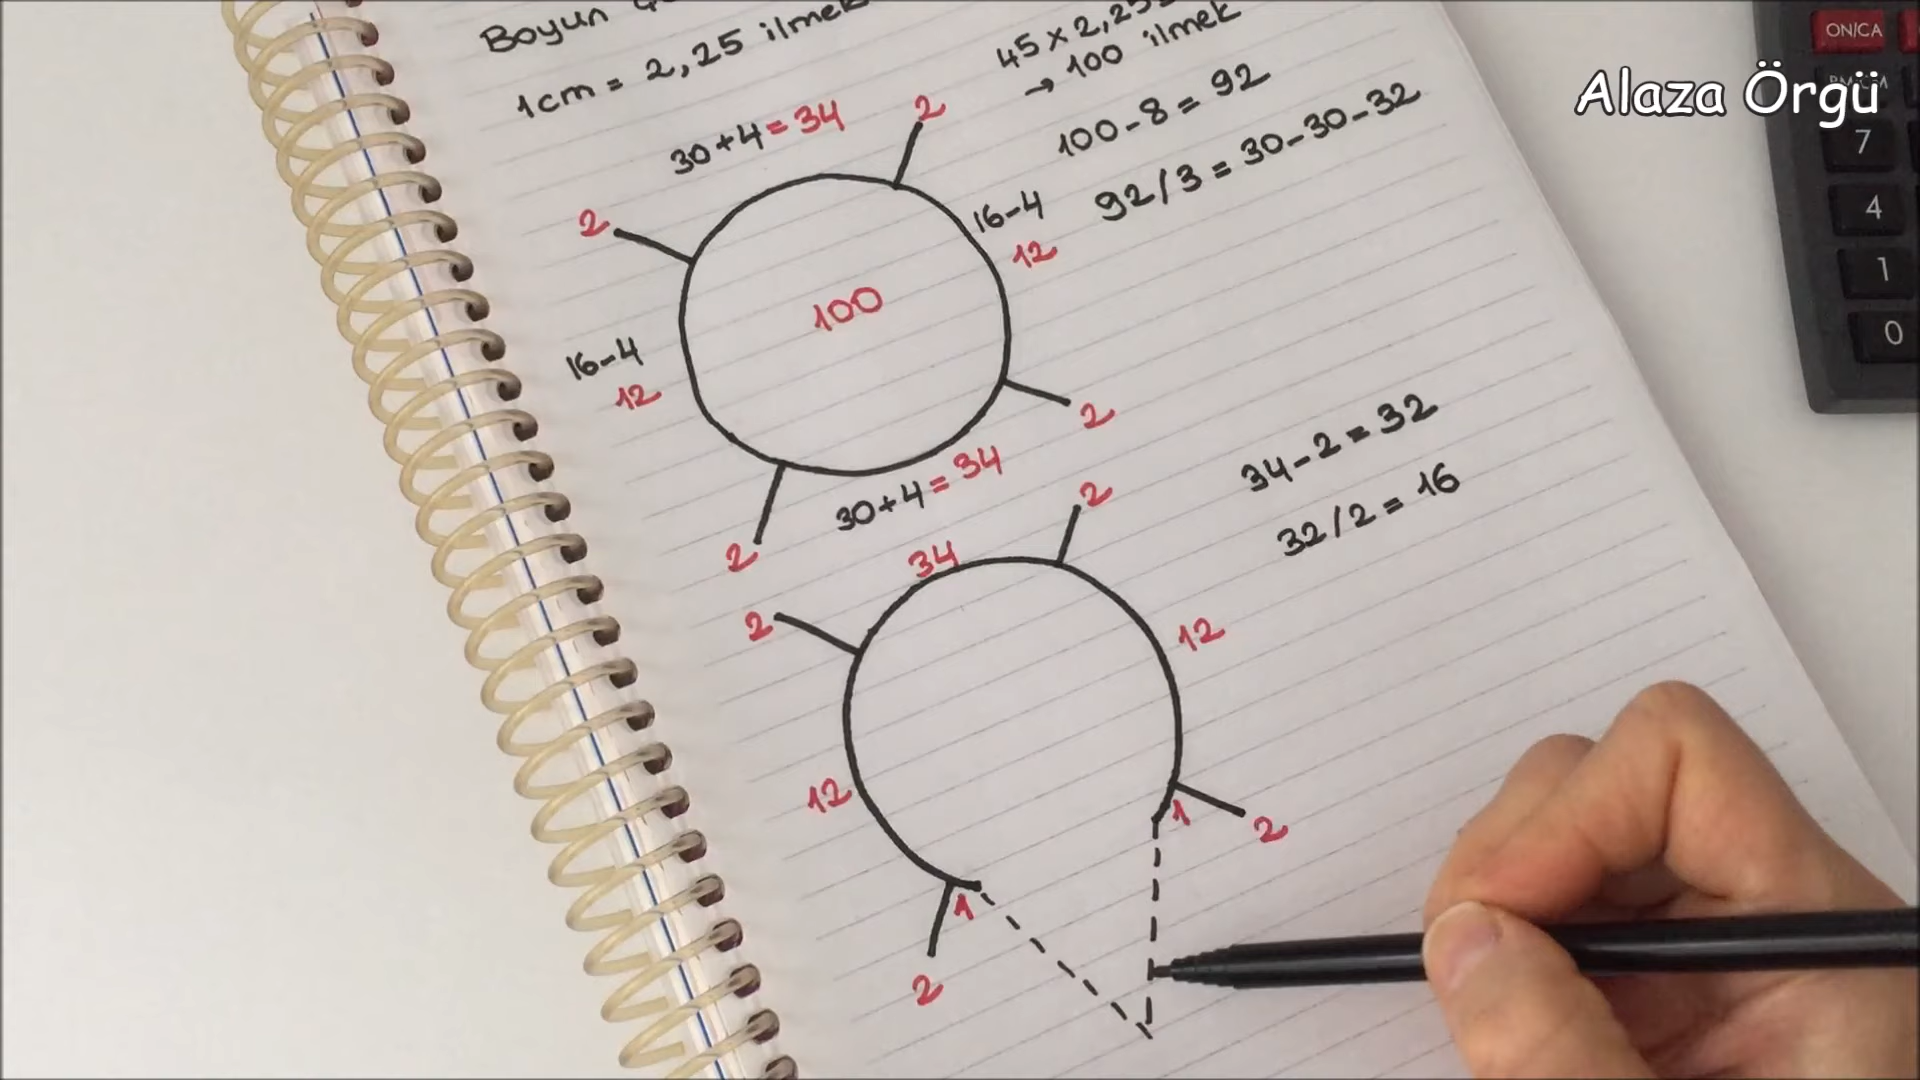 Boyun
1cm = 2,25 ilmek
45 x 2,25
→ 100 ilmek
100-8 = 92
92/3 = 30-30-32
30+4 = 34
2
2
16-4
12
100
16-4
12
2
30+4 = 34
2
34-2 = 32
32/2 = 16
34
2
2
12
12
1
2
1
2
Alaza Örgü
ON/CA
7
4
1
0